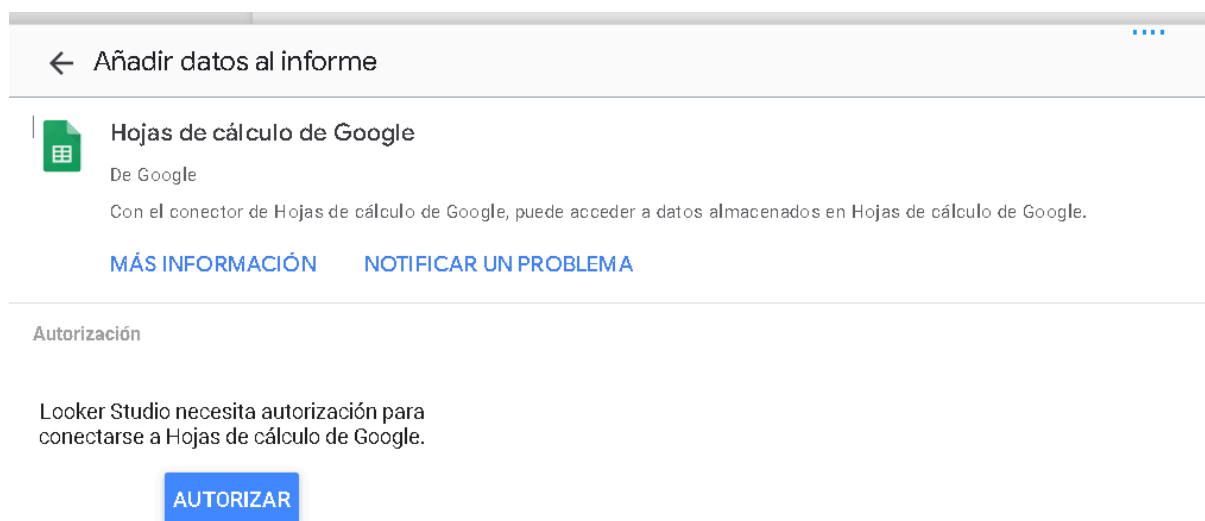 Añadir datos al informe
Hojas de cálculo de Google
De Google
Con el conector de Hojas de cálculo de Google, puede acceder a datos almacenados en Hojas de cálculo de Google.
MÁS INFORMACIÓN NOTIFICAR UN PROBLEMA
Autorización
Looker Studio necesita autorización para
conectarse a Hojas de cálculo de Google.
AUTORIZAR